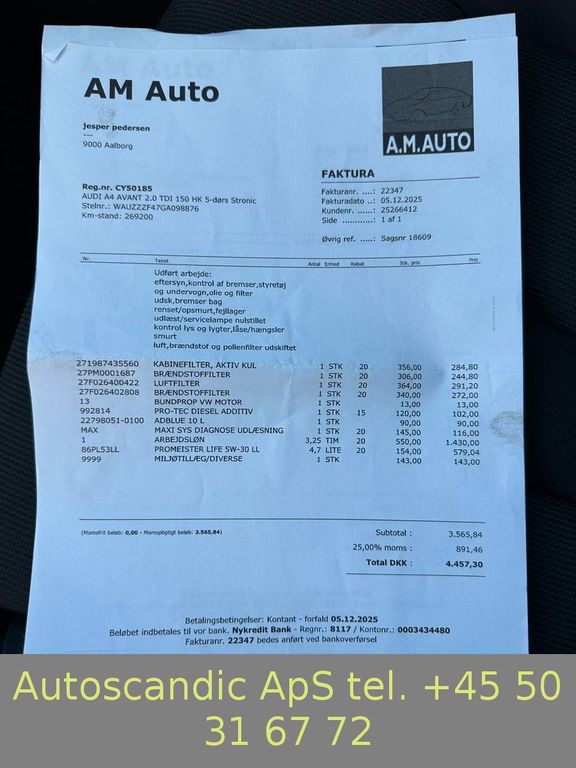 AM Auto
A.M.AUTO
jesper pedersen
---
9000 Aalborg
FAKTURA
Reg.nr. CY50185
AUDI A4 AVANT 2.0 TDI 150 HK 5-dørs Stronic
Stelnr.: WAUZZZF47GA098876
Km-stand: 269200
Fakturanr. ....: 22347
Fakturadato ..: 05.12.2025
Kundenr. .....: 25266412
Side ............: 1 af 1
Øvrig ref. .....: Sagsnr 18609
Nr. Tekst Antal Enhed Rabat Stk. pris Pris
Udført arbejde:
eftersyn,kontrol af bremser,styretøj
og undervogn,olie og filter
udsk,bremser bag
renset/opsmurt,fejllager
udlæst/servicelampe nulstillet
kontrol lys og lygter,låse/hængsler
smurt
luft,brændstof og pollenfilter udskiftet
271987435560 KABINEFILTER, AKTIV KUL 1 STK 20 356,00 284,80
27PM0001687 BRÆNDSTOFFILTER 1 STK 20 306,00 244,80
27F026400422 LUFTFILTER 1 STK 20 364,00 291,20
27F026402808 BRÆNDSTOFFILTER 1 STK 20 340,00 272,00
13 BUNDPROP VW MOTOR 1 STK 13,00 13,00
992814 PRO-TEC DIESEL ADDITIV 1 STK 15 120,00 102,00
22798051-0100 ADBLUE 10 L 1 STK 90,00 90,00
MAX MAXI SYS DIAGNOSE UDLÆSNING 1 STK 20 145,00 116,00
1 ARBEJDSLØN 3,25 TIM 20 550,00 1.430,00
86PL53LL PROMEISTER LIFE 5W-30 LL 4,7 LITE 20 154,00 579,04
9999 MILJØTILLÆG/DIVERSE 1 STK 143,00 143,00
(Momsfrit beløb: 0,00 - Momspligtigt beløb: 3.565,84)
Subtotal : 3.565,84
25,00% moms : 891,46
Total DKK : 4.457,30
Betalingsbetingelser: Kontant - forfald 05.12.2025
Beløbet indbetales til vor bank, Nykredit Bank - Regnr.: 8117 / Kontonr.: 0003434480
Fakturanr. 22347 bedes anført ved bankoverførsel
Autoscandic ApS tel. +45 50
31 67 72